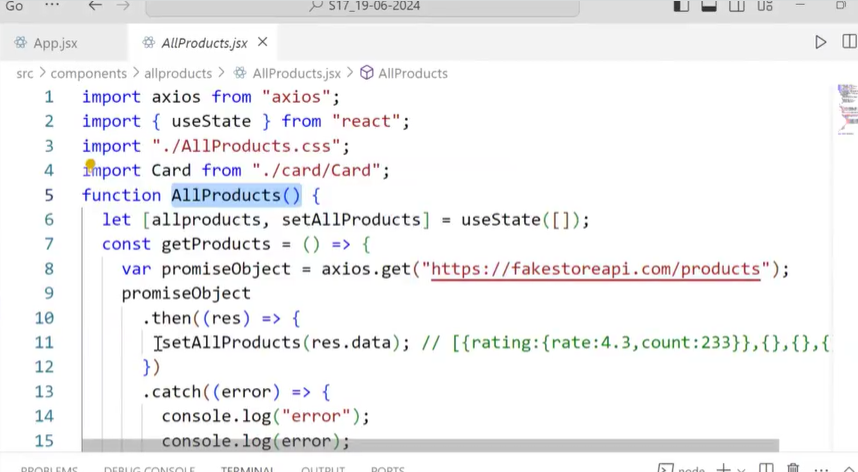 Go ... S17_19-06-2024
App.jsx AllProducts.jsx
src > components > allproducts > AllProducts.jsx > AllProducts
1 import axios from "axios";
2 import { useState } from "react";
3 import "./AllProducts.css";
4 import Card from "./card/Card";
5 function AllProducts() {
6 let [allproducts, setAllProducts] = useState([]);
7 const getProducts = () => {
8 var promiseObject = axios.get("https://fakestoreapi.com/products");
9 promiseObject
10 .then((res) => {
11 setAllProducts(res.data); // [{rating:{rate:4.3,count:233}},{},{},{
12 })
13 .catch((error) => {
14 console.log("error");
15 console.log(error);
PROBLEMS DEBUG CONSOLE TERMINAL OUTPUT PORTS node